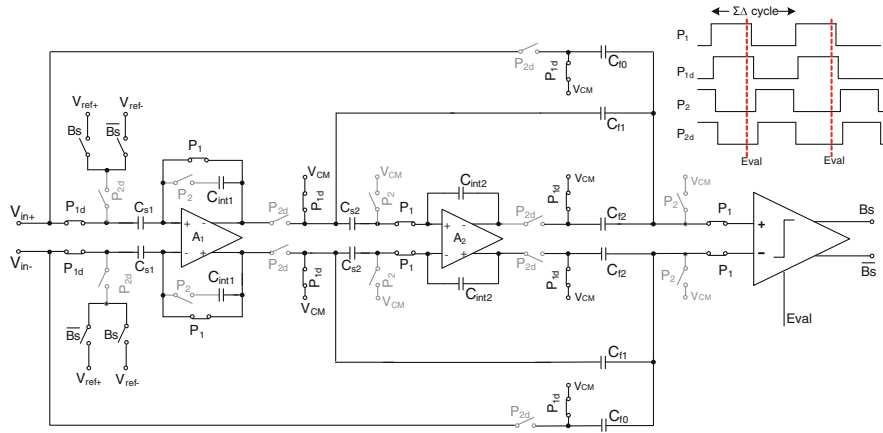 ΣΔ cycle
P1
P1d
P2
P2d
Eval
Eval
P2d
P1d
VCM
Cf0
Cf1
Vref+
Vref-
Bs
B̅s̅
P2d
P1
P2
Cint1
Vin+
P1d
Cs1
+
-
A1
-
+
P2d
VCM
P1d
Cs2
VCM
P2
P1
Cint2
+
-
A2
-
+
P2d
VCM
P1d
Cf2
VCM
P2
P1
+
-
Bs
B̅s̅
Eval
Vin-
P1d
P2d
Cs1
P2
Cint1
P1
P2d
P1d
VCM
Cs2
P2
VCM
P1
Cint2
P2d
P1d
VCM
Cf2
P2
VCM
P1
B̅s̅
Bs
Vref+
Vref-
Cf1
P2d
P1d
VCM
Cf0